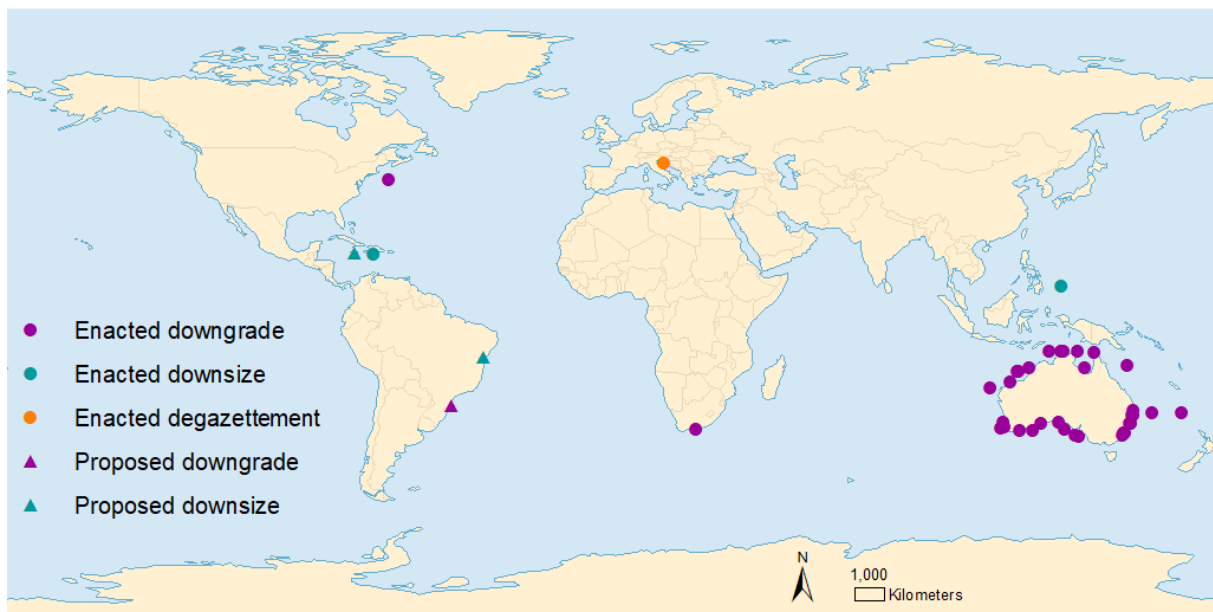 Enacted downgrade
Enacted downsize
Enacted degazettement
Proposed downgrade
Proposed downsize
N
1,000
Kilometers